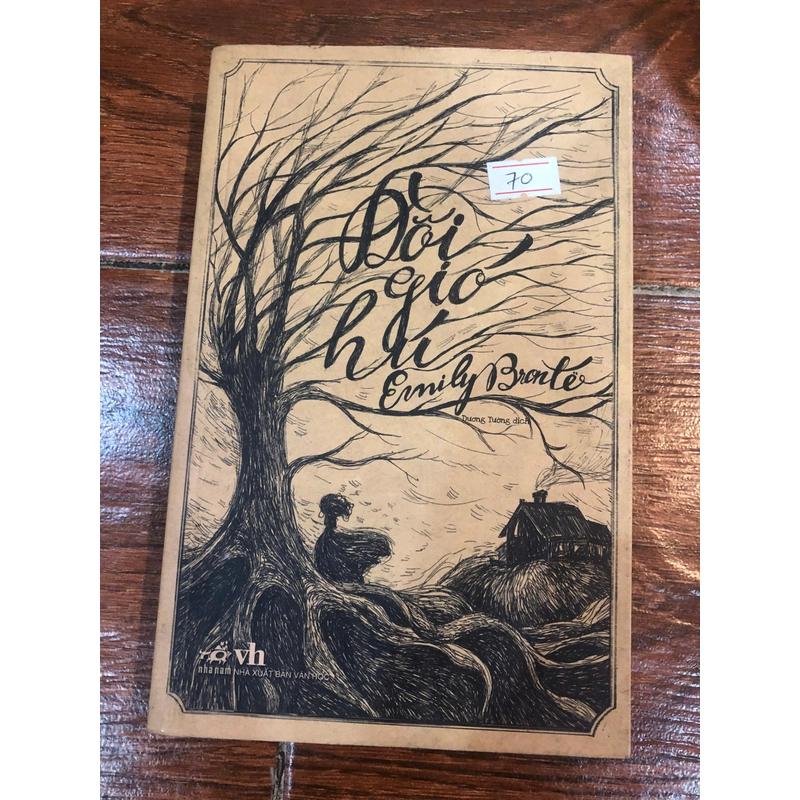 70
Đồi
gió
hú
Emily Brontë
Dương Tường dịch
vh
nhã nam NHÀ XUẤT BẢN VĂN HỌC